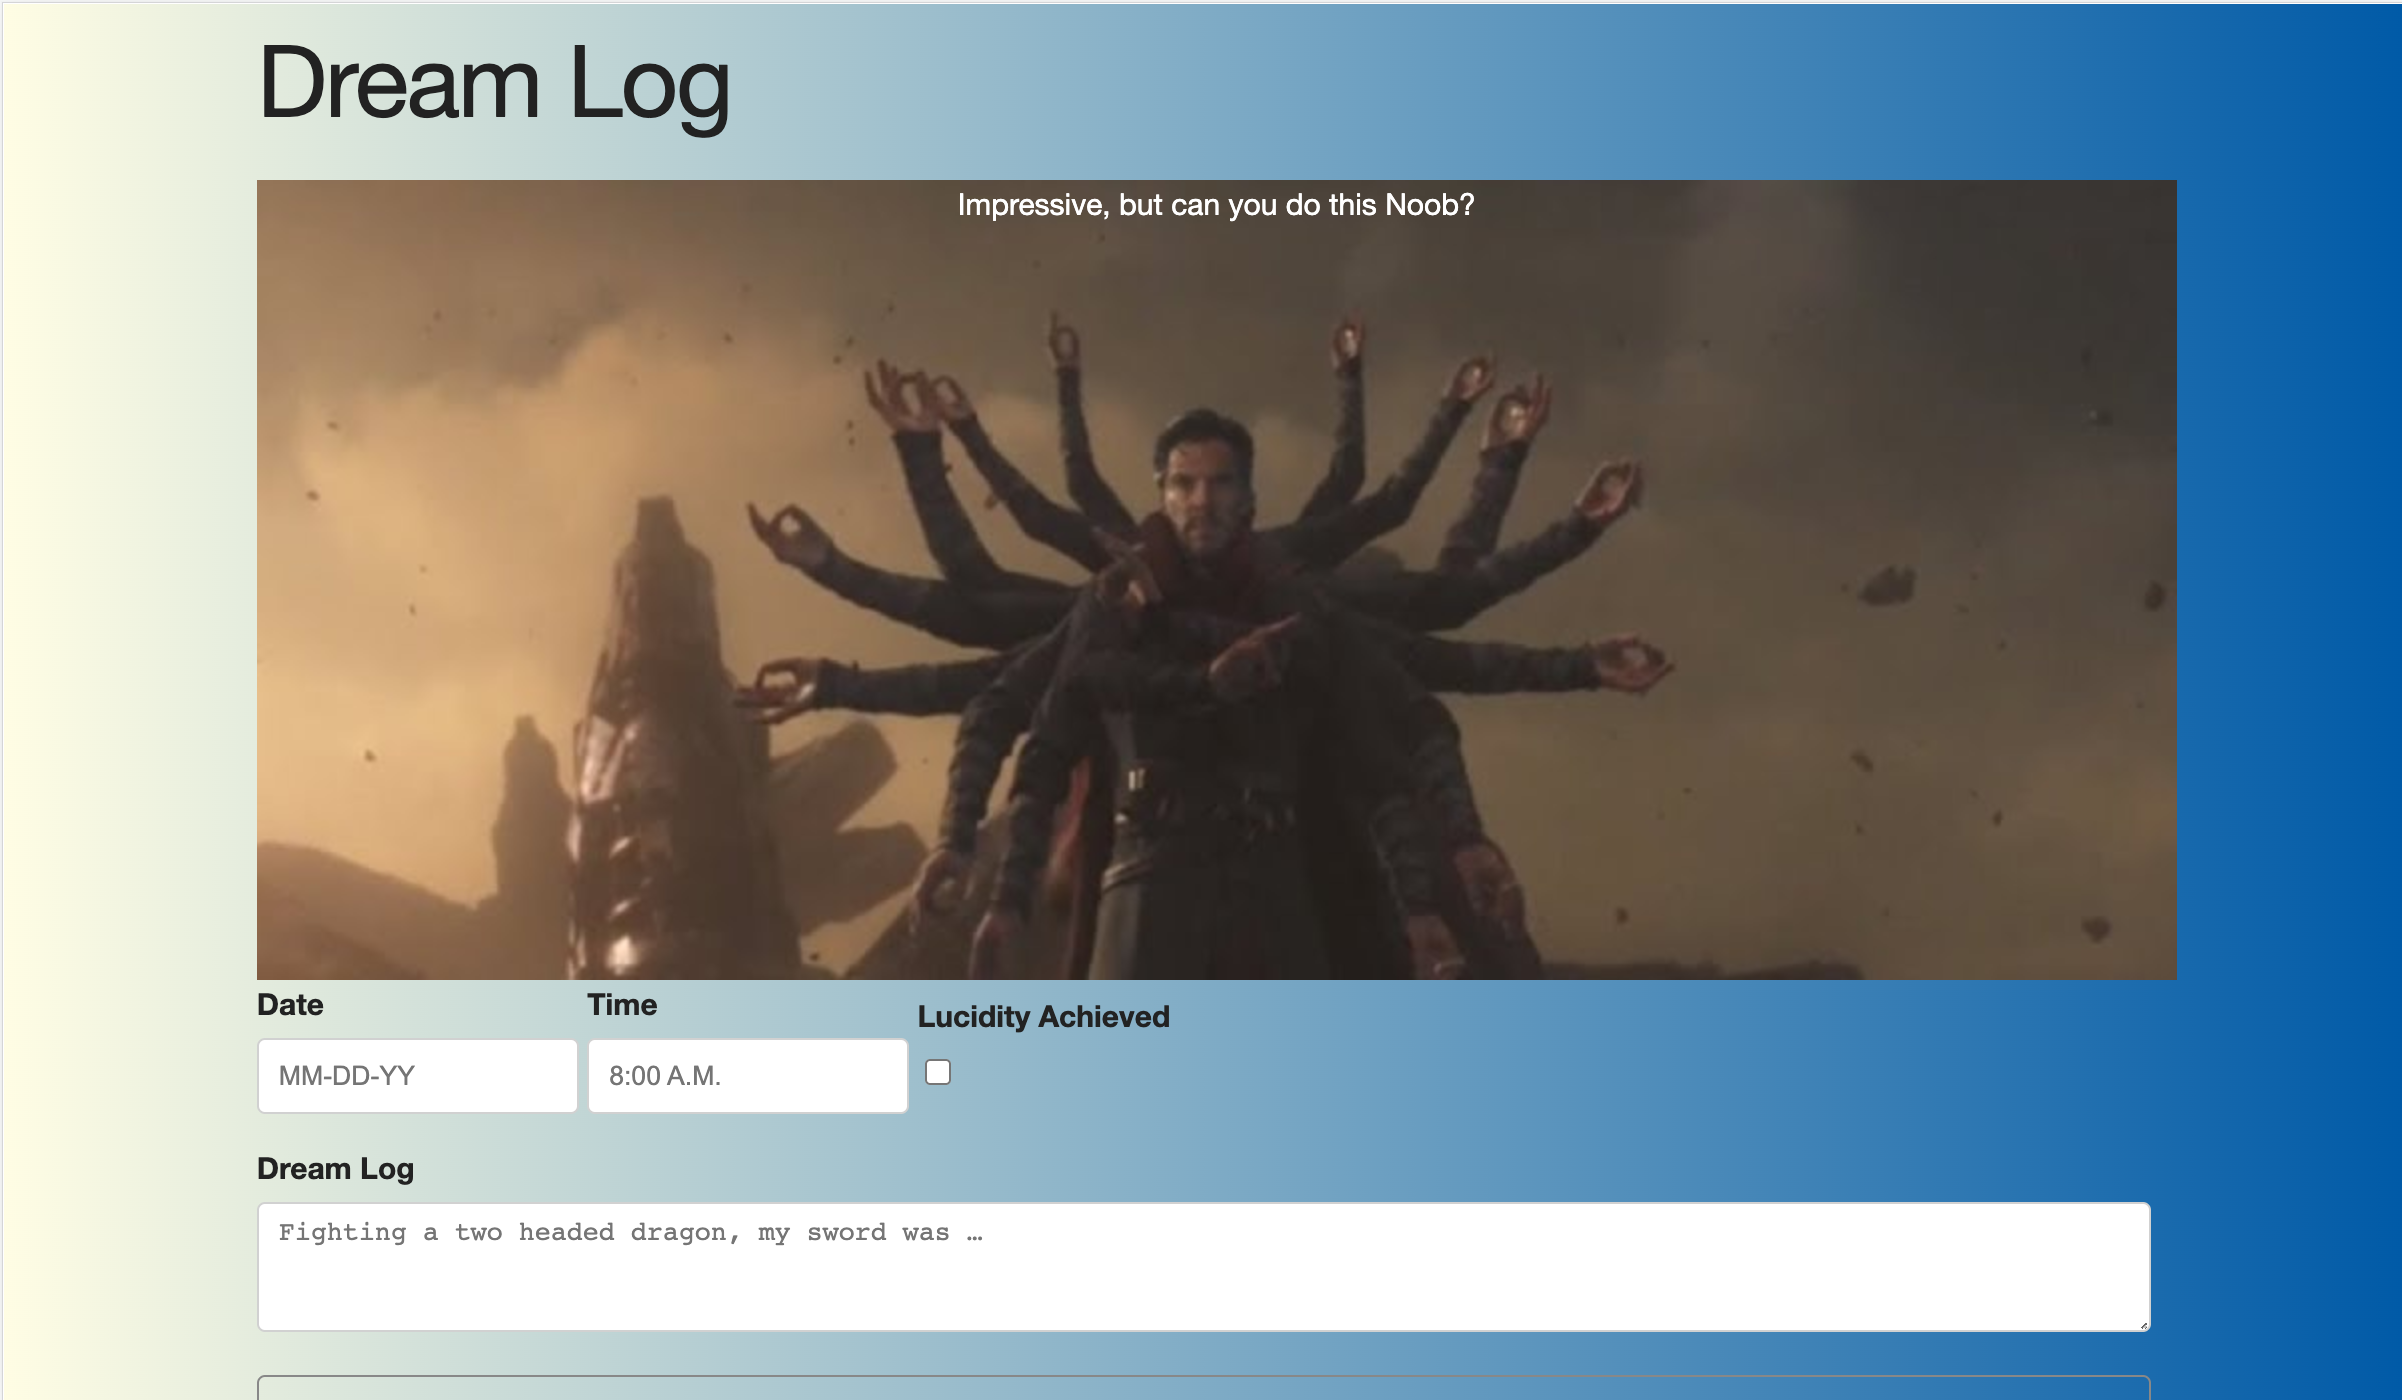 Dream Log
Impressive, but can you do this Noob?
Date
Time
Lucidity Achieved
MM-DD-YY
8:00 A.M.
Dream Log
Fighting a two headed dragon, my sword was …